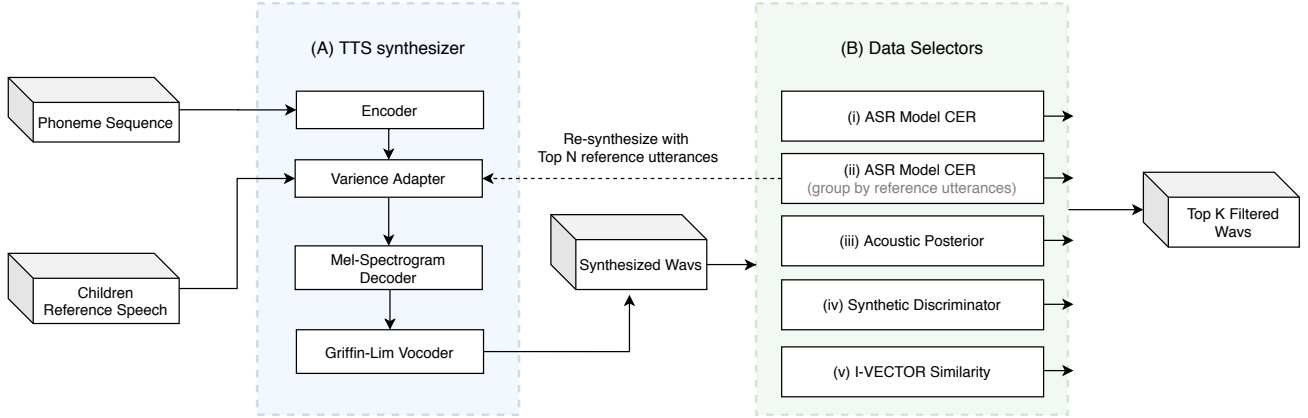 (A) TTS synthesizer
(B) Data Selectors
Phoneme Sequence
Children
Reference Speech
Encoder
Varience Adapter
Mel-Spectrogram
Decoder
Griffin-Lim Vocoder
Re-synthesize with
Top N reference utterances
Synthesized Wavs
(i) ASR Model CER
(ii) ASR Model CER
(group by reference utterances)
(iii) Acoustic Posterior
(iv) Synthetic Discriminator
(v) I-VECTOR Similarity
Top K Filtered
Wavs